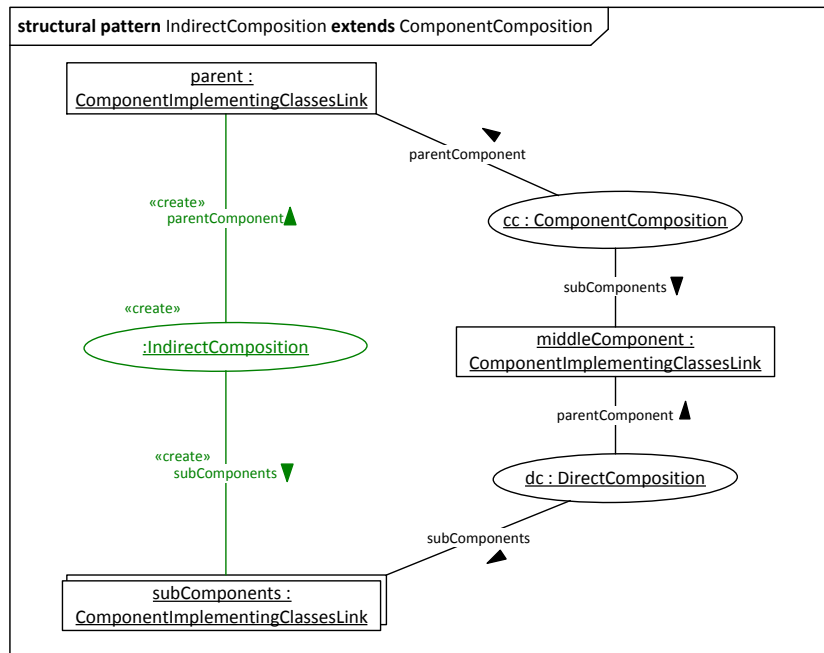 structural pattern IndirectComposition extends ComponentComposition
parent :
ComponentImplementingClassesLink
parentComponent
«create»
parentComponent
cc : ComponentComposition
subComponents
«create»
:IndirectComposition
middleComponent :
ComponentImplementingClassesLink
parentComponent
«create»
subComponents
dc : DirectComposition
subComponents
subComponents :
ComponentImplementingClassesLink